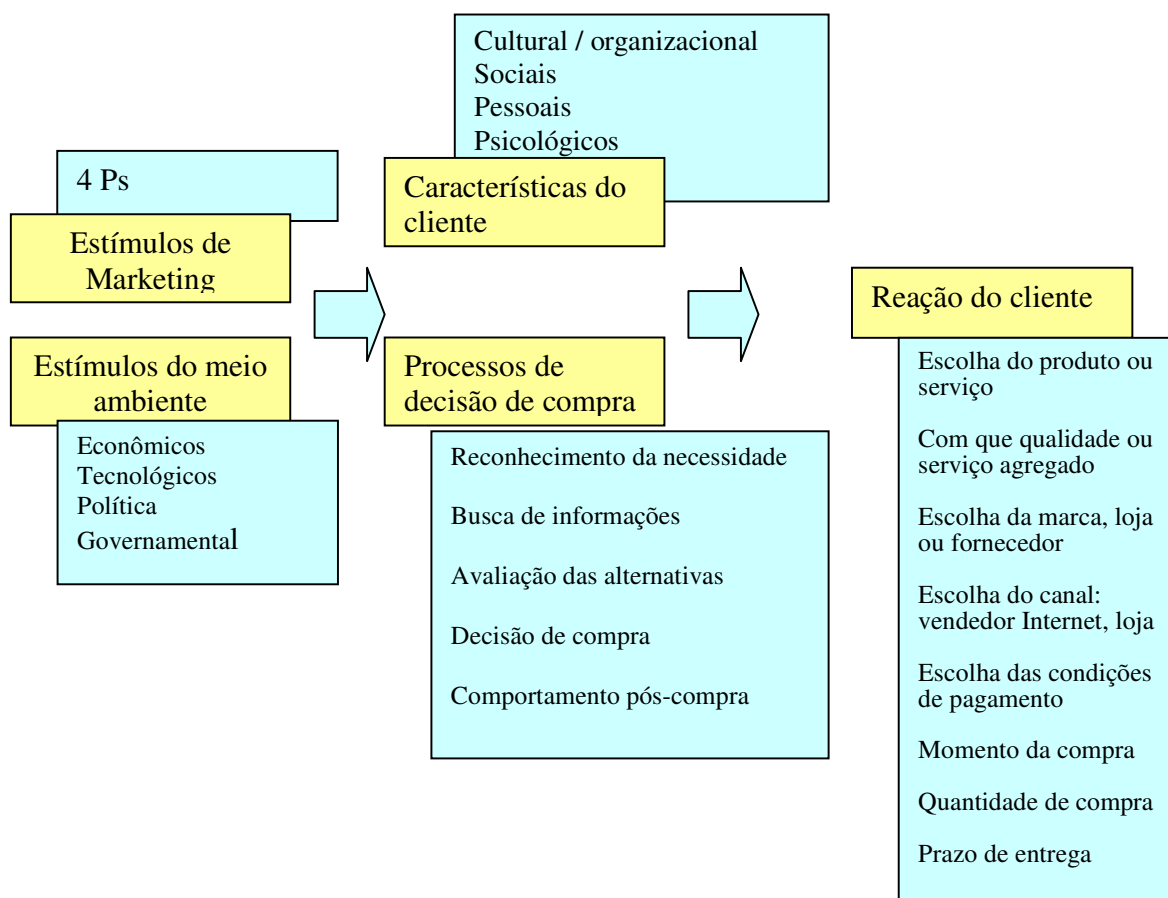 4 Ps
Estímulos de
Marketing
Estímulos do meio
ambiente
Econômicos
Tecnológicos
Política
Governamental
Cultural / organizacional
Sociais
Pessoais
Psicológicos
Características do
cliente
Processos de
decisão de compra
Reconhecimento da necessidade
Busca de informações
Avaliação das alternativas
Decisão de compra
Comportamento pós-compra
Reação do cliente
Escolha do produto ou
serviço
Com que qualidade ou
serviço agregado
Escolha da marca, loja
ou fornecedor
Escolha do canal:
vendedor Internet, loja
Escolha das condições
de pagamento
Momento da compra
Quantidade de compra
Prazo de entrega